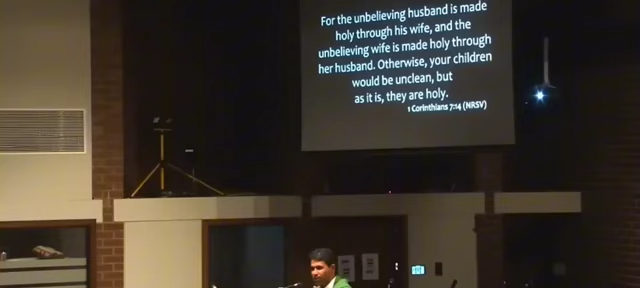 For the unbelieving husband is made
holy through his wife, and the
unbelieving wife is made holy through
her husband. Otherwise, your children
would be unclean, but
as it is, they are holy.
1 Corinthians 7:14 (NRSV)